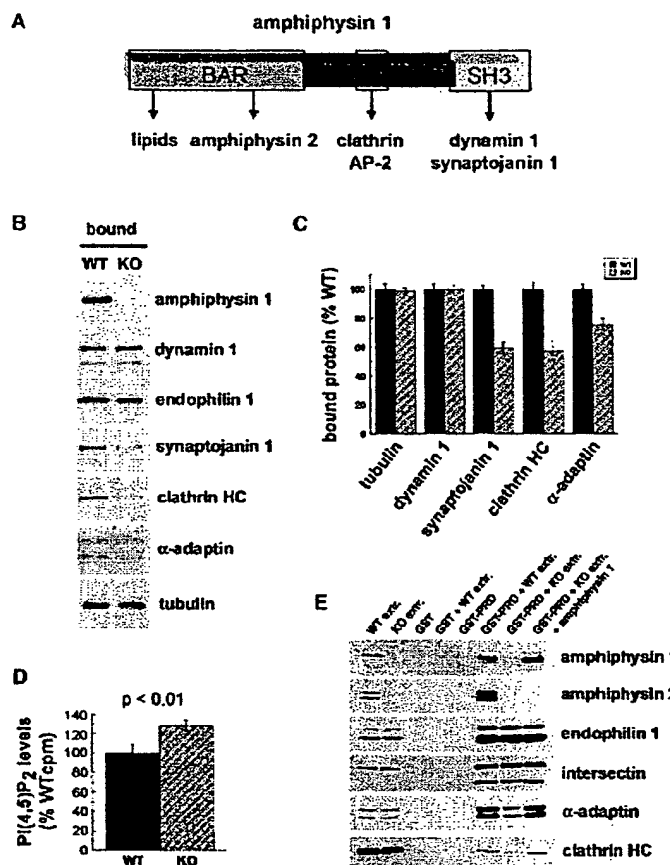 A
amphiphysin 1
BAR
SH3
lipids amphiphysin 2 clathrin dynamin 1
AP-2 synaptojanin 1
B
bound
WT KO
amphiphysin 1
dynamin 1
endophilin 1
synaptojanin 1
clathrin HC
α-adaptin
tubulin
C
WT
KO
bound protein (% WT)
100
80
60
40
20
0
tubulin
dynamin 1
synaptojanin 1
clathrin HC
α-adaptin
D
p < 0.01
PI(4,5)P2 levels
(% WTcpm)
140
120
100
80
60
40
20
0
WT KO
E
WT extr.
KO extr.
GST
GST + WT extr.
GST-PRD
GST-PRD + WT extr.
GST-PRD + KO extr.
GST-PRD + KO extr.
+ amphiphysin 1
amphiphysin 1
amphiphysin 2
endophilin 1
intersectin
α-adaptin
clathrin HC